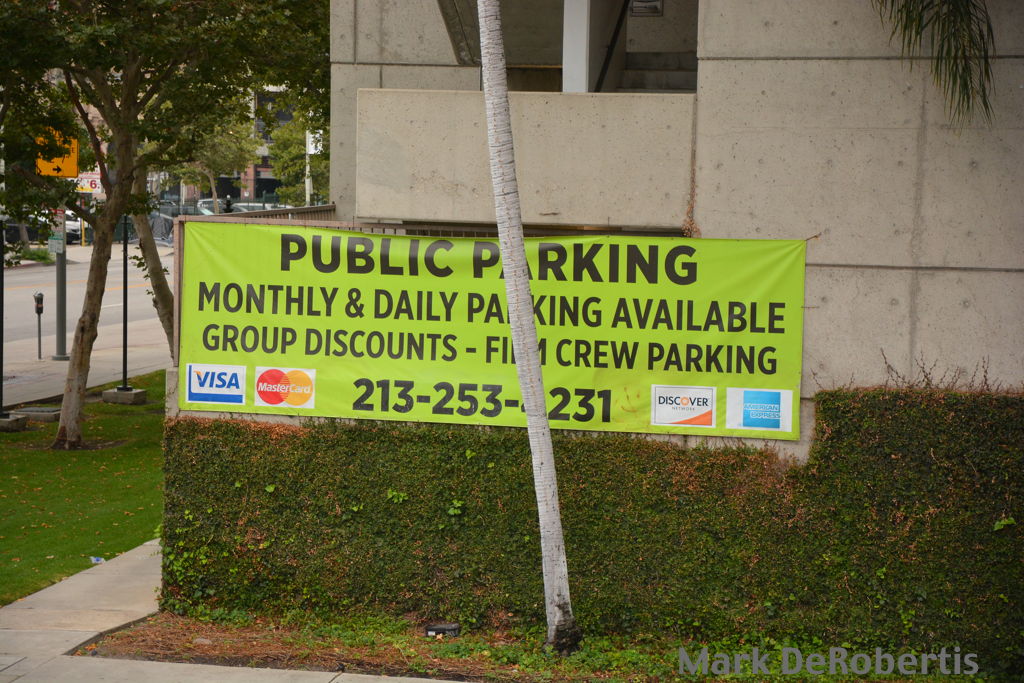 PUBLIC PARKING
MONTHLY & DAILY PARKING AVAILABLE
GROUP DISCOUNTS - FILM CREW PARKING
VISA
MasterCard
213-253-
231
DISCOVER
NETWORK
AMERICAN
EXPRESS
Mark DeRobertis